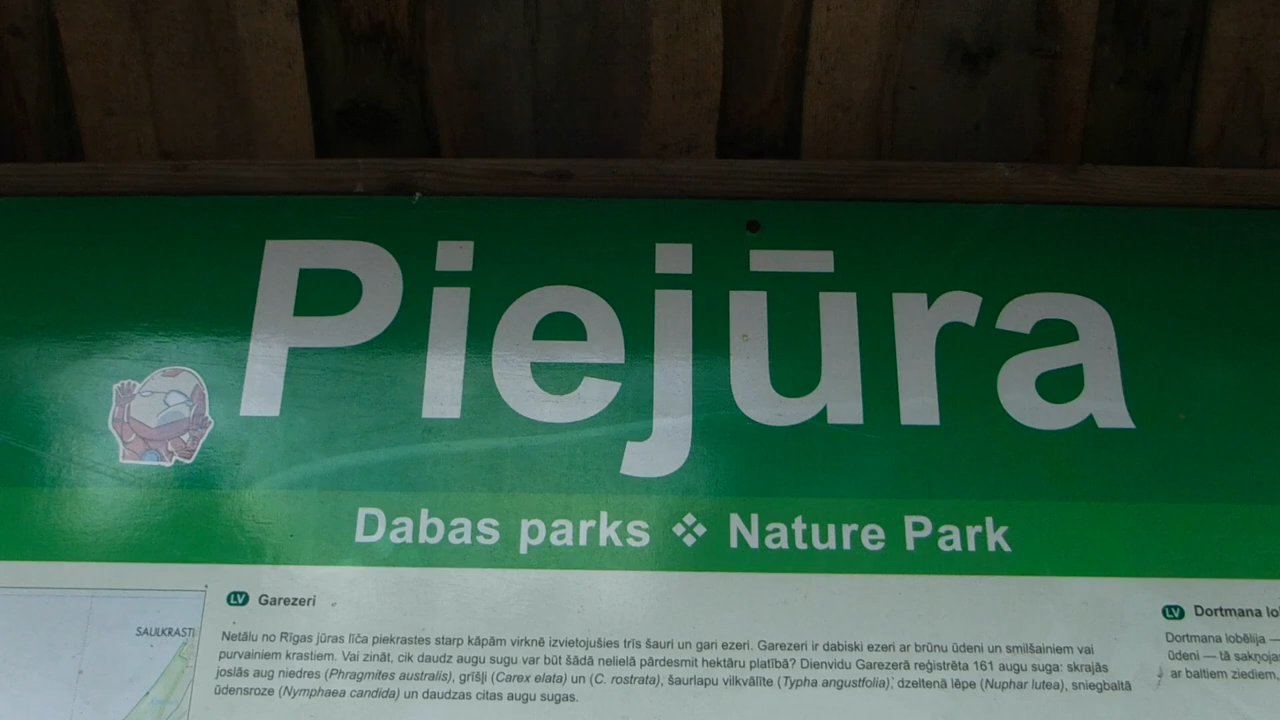 Piejūra
Dabas parks ❖ Nature Park
SAULKRASTI
LV Garezeri
Netālu no Rīgas jūras līča piekrastes starp kāpām virknē izvietojušies trīs šauri un gari ezeri. Garezeri ir dabiski ezeri ar brūnu ūdeni un smilšainiem vai
purvainiem krastiem. Vai zināt, cik daudz augu sugu var būt šādā nelielā pārdesmit hektāru platībā? Dienvidu Garezerā reģistrēta 161 augu suga: skrajās
joslās aug niedres (Phragmites australis), grīšļi (Carex elata) un (C. rostrata), šaurlapu vilkvālīte (Typha angustfolia), dzeltenā lēpe (Nuphar lutea), sniegbaltā
ūdensroze (Nymphaea candida) un daudzas citas augu sugas.
LV Dortmana lo
Dortmana lobēlija —
ūdeni — tā sakņojas
ar baltiem ziediem,